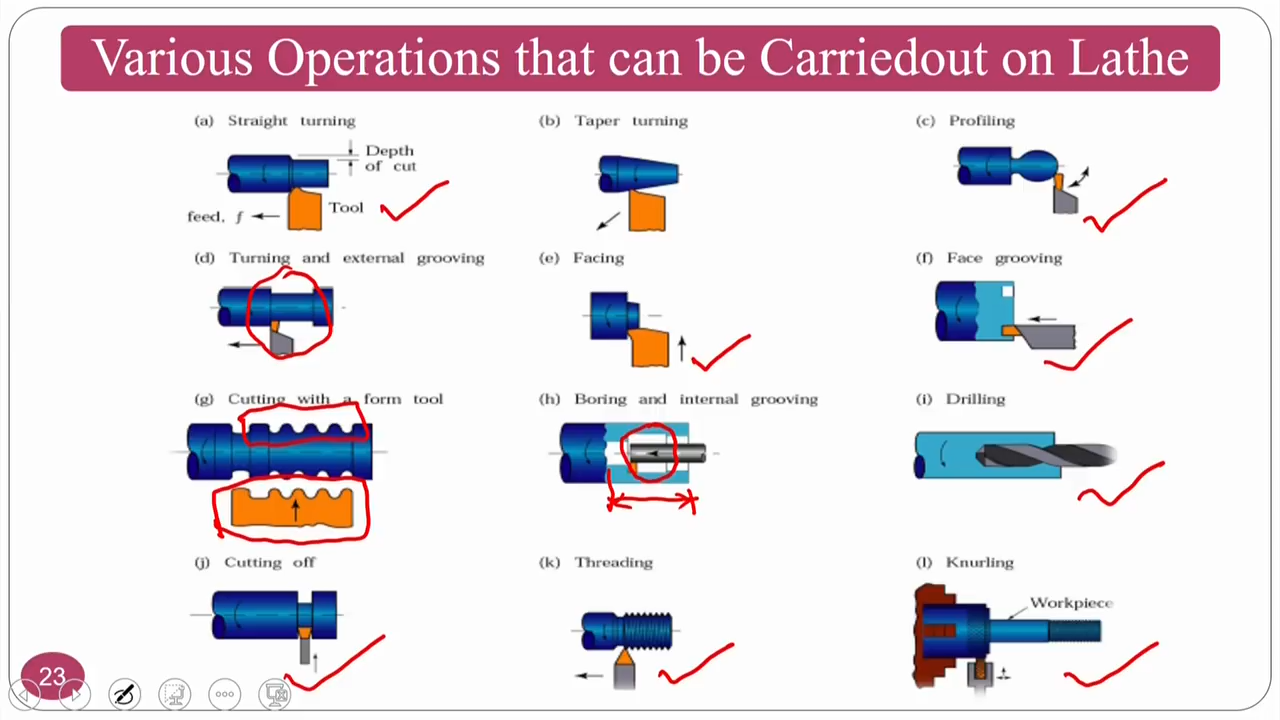 Various Operations that can be Carriedout on Lathe
(a) Straight turning
(b) Taper turning
(c) Profiling
Depth
of cut
Tool
feed, f
(d) Turning and external grooving
(e) Facing
(f) Face grooving
(g) Cutting with a form tool
(h) Boring and internal grooving
(i) Drilling
(j) Cutting off
(k) Threading
(l) Knurling
Workpiece
23